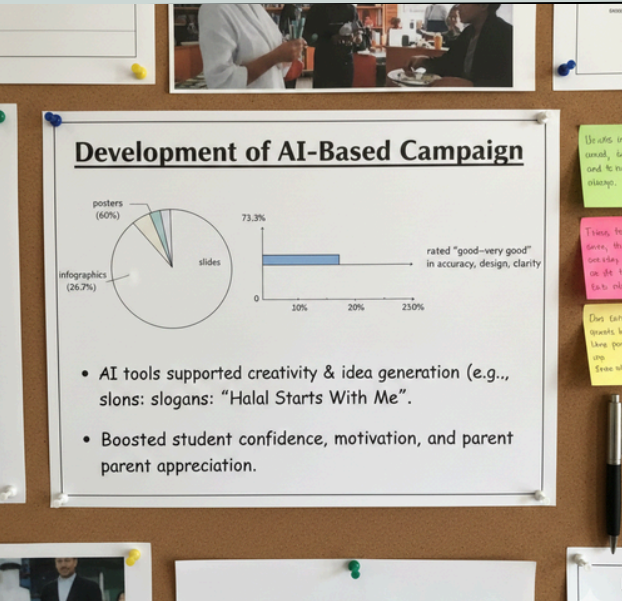 Development of AI-Based Campaign
posters
(60%)
infographics
(26.7%)
slides
73.3%
0
10%
20%
230%
rated “good–very good”
in accuracy, design, clarity
• AI tools supported creativity & idea generation (e.g..,
slons: slogans: “Halal Starts With Me”.
• Boosted student confidence, motivation, and parent
parent appreciation.
and